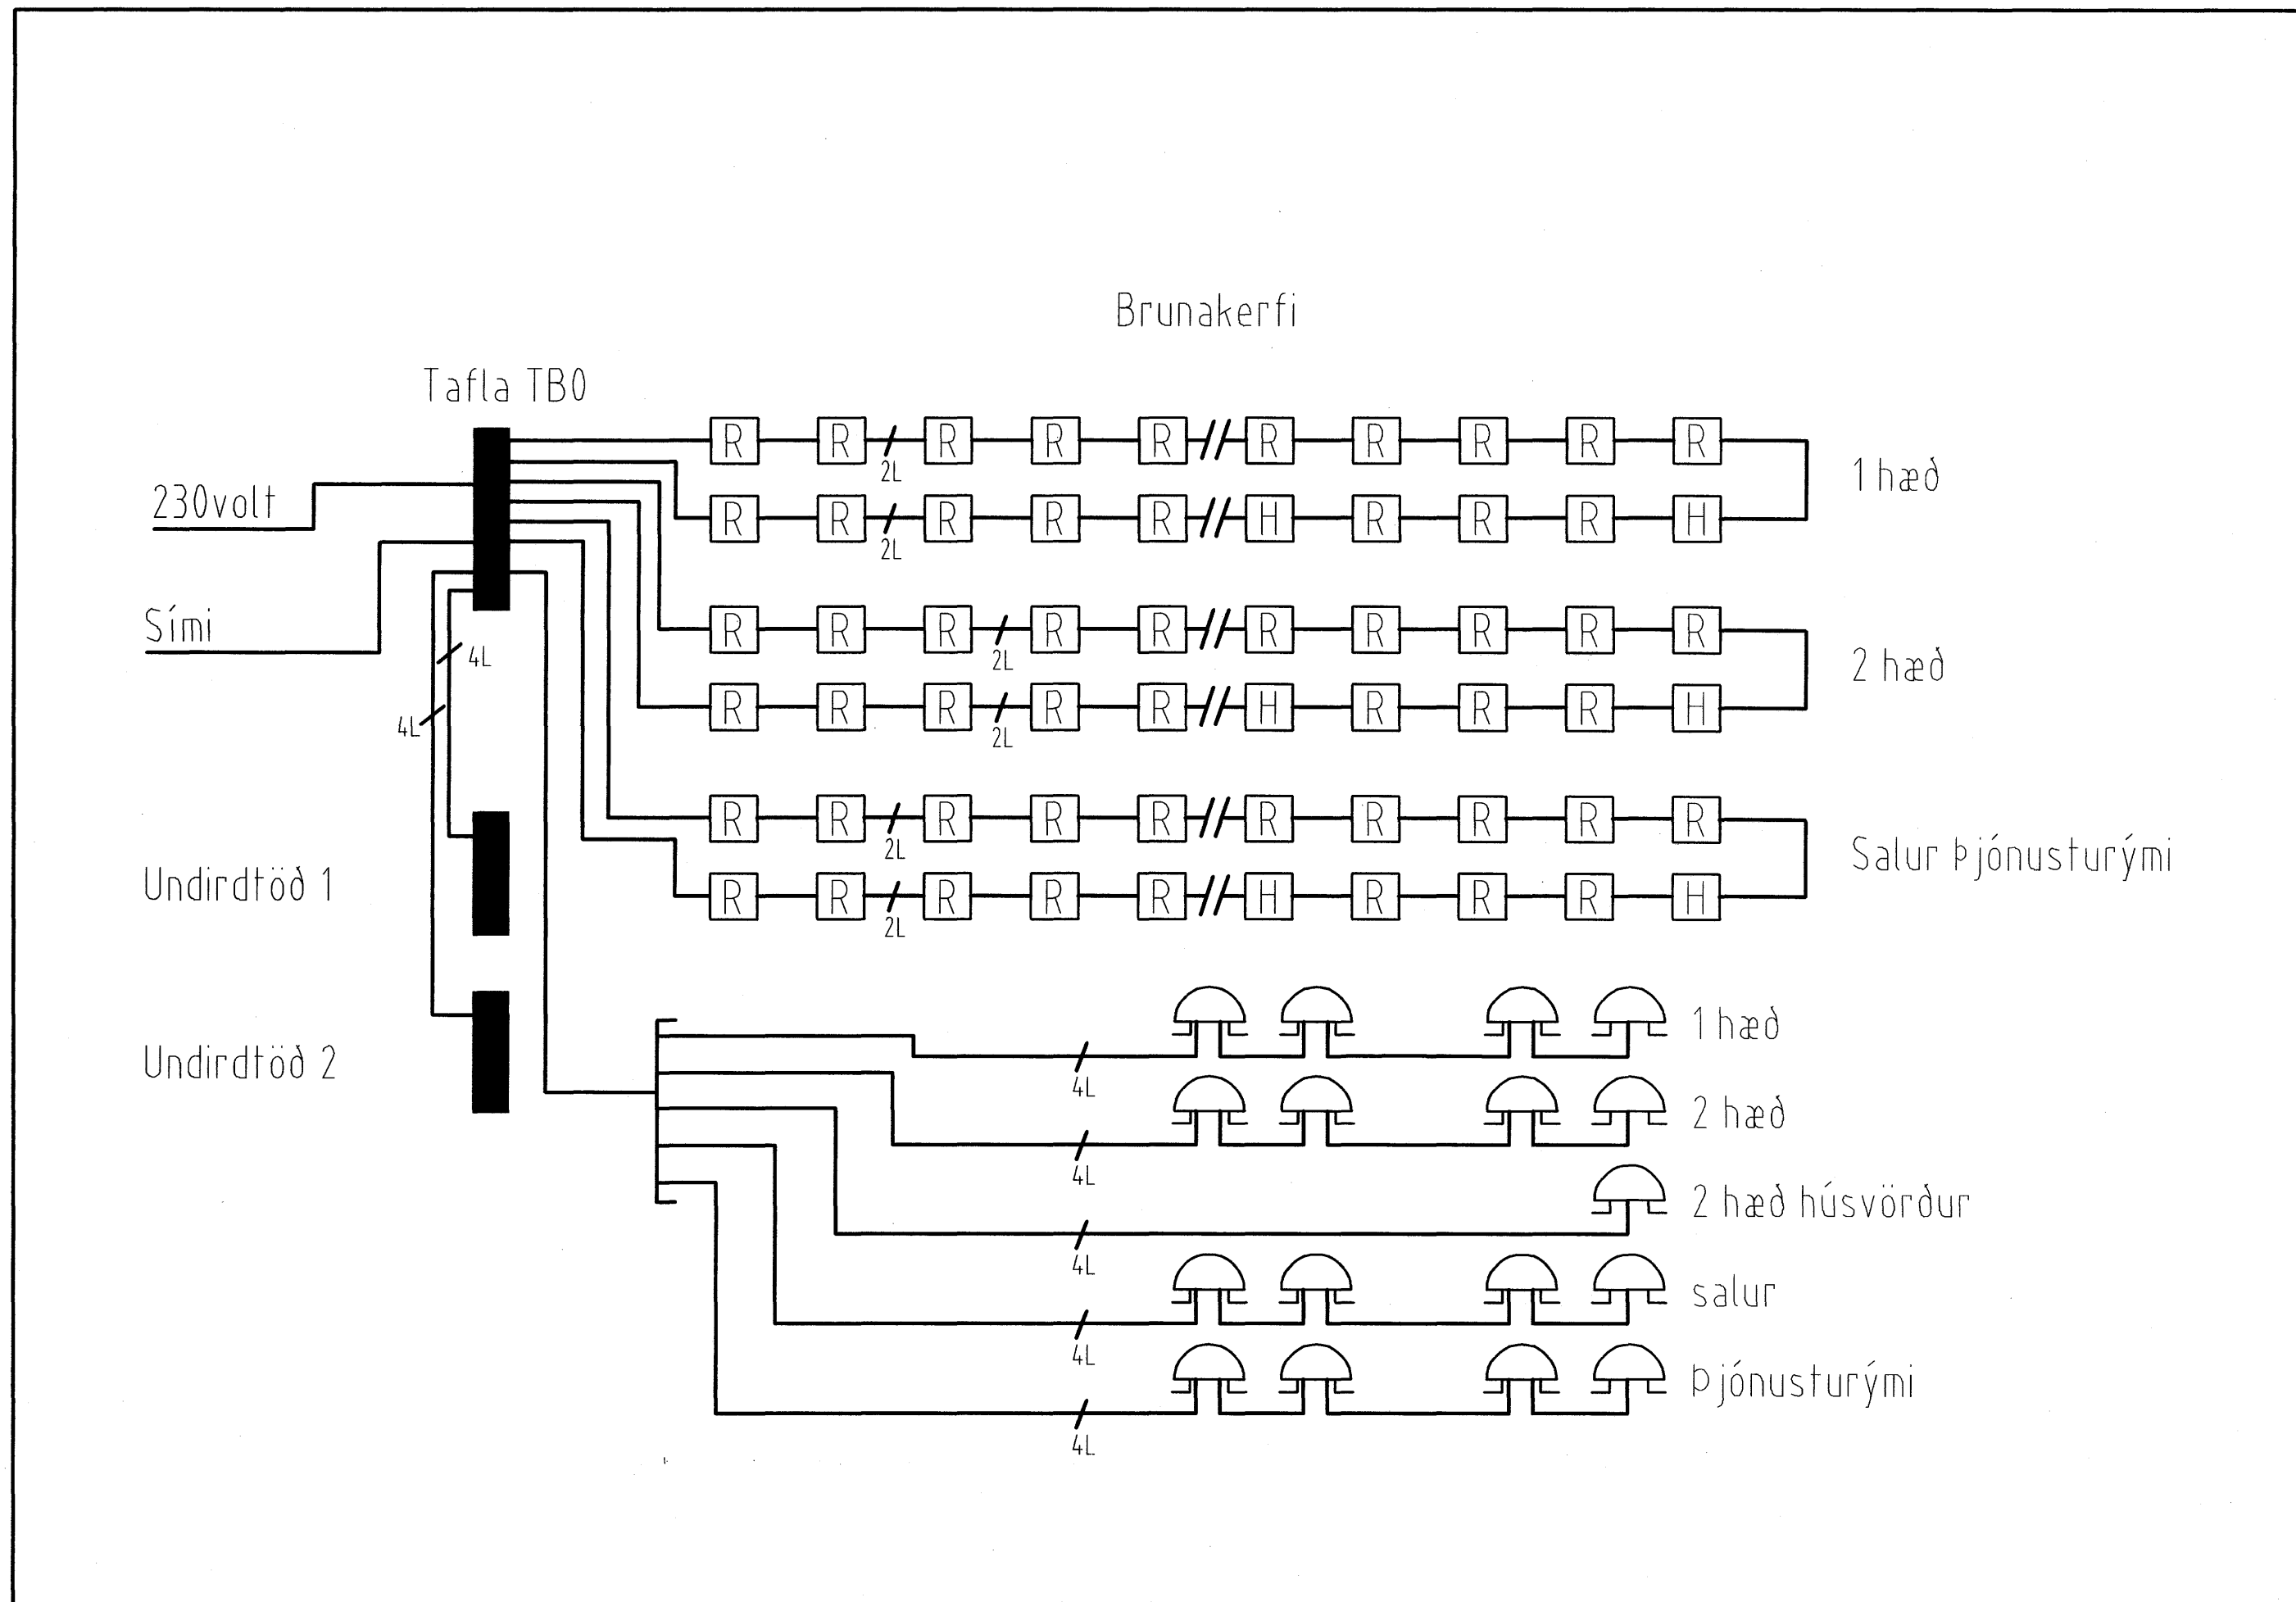 Brunakerfi
Tafla TB0
R R R R R R R R R R
2L
1 hæð
230volt
R R R R R H R R R H
2L
Sími
R R R R R R R R R R
4L
2L
2 hæð
R R R R R H R R R H
4L
2L
R R R R R R R R R R
2L
Undirdtöð 1
Salur Þjónusturými
R R R R R H R R R H
2L
1 hæð
Undirdtöð 2
4L
2 hæð
4L
2 hæð húsvörður
4L
salur
4L
Þjónusturými
4L